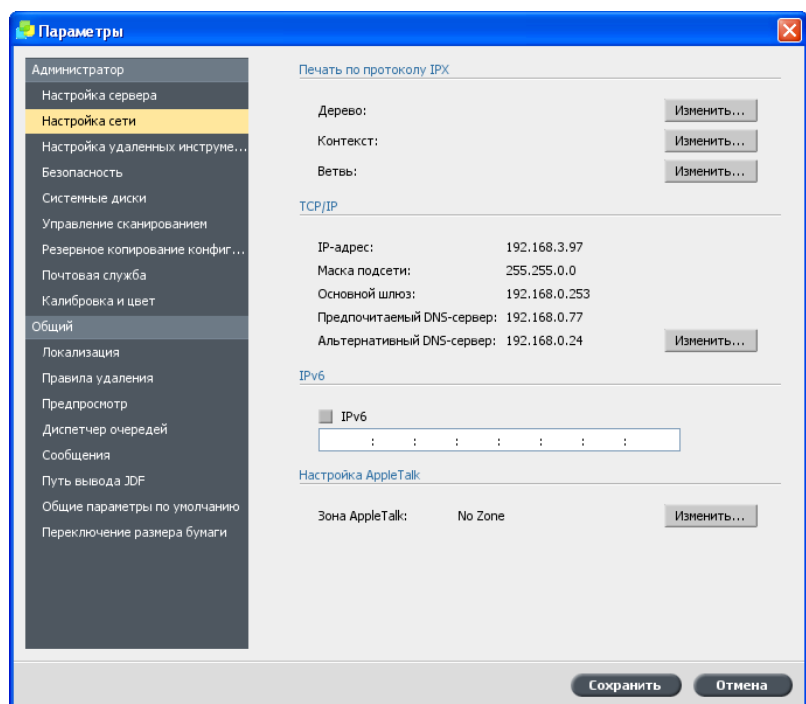 Параметры
Администратор
Настройка сервера
Настройка сети
Настройка удаленных инструме...
Безопасность
Системные диски
Управление сканированием
Резервное копирование конфиг...
Почтовая служба
Калибровка и цвет
Общий
Локализация
Правила удаления
Предпросмотр
Диспетчер очередей
Сообщения
Путь вывода JDF
Общие параметры по умолчанию
Переключение размера бумаги
Печать по протоколу IPX
Дерево: Изменить...
Контекст: Изменить...
Ветвь: Изменить...
TCP/IP
IP-адрес: 192.168.3.97
Маска подсети: 255.255.0.0
Основной шлюз: 192.168.0.253
Предпочитаемый DNS-сервер: 192.168.0.77
Альтернативный DNS-сервер: 192.168.0.24 Изменить...
IPv6
IPv6
: : : : : : :
Настройка AppleTalk
Зона AppleTalk: No Zone Изменить...
Сохранить Отмена